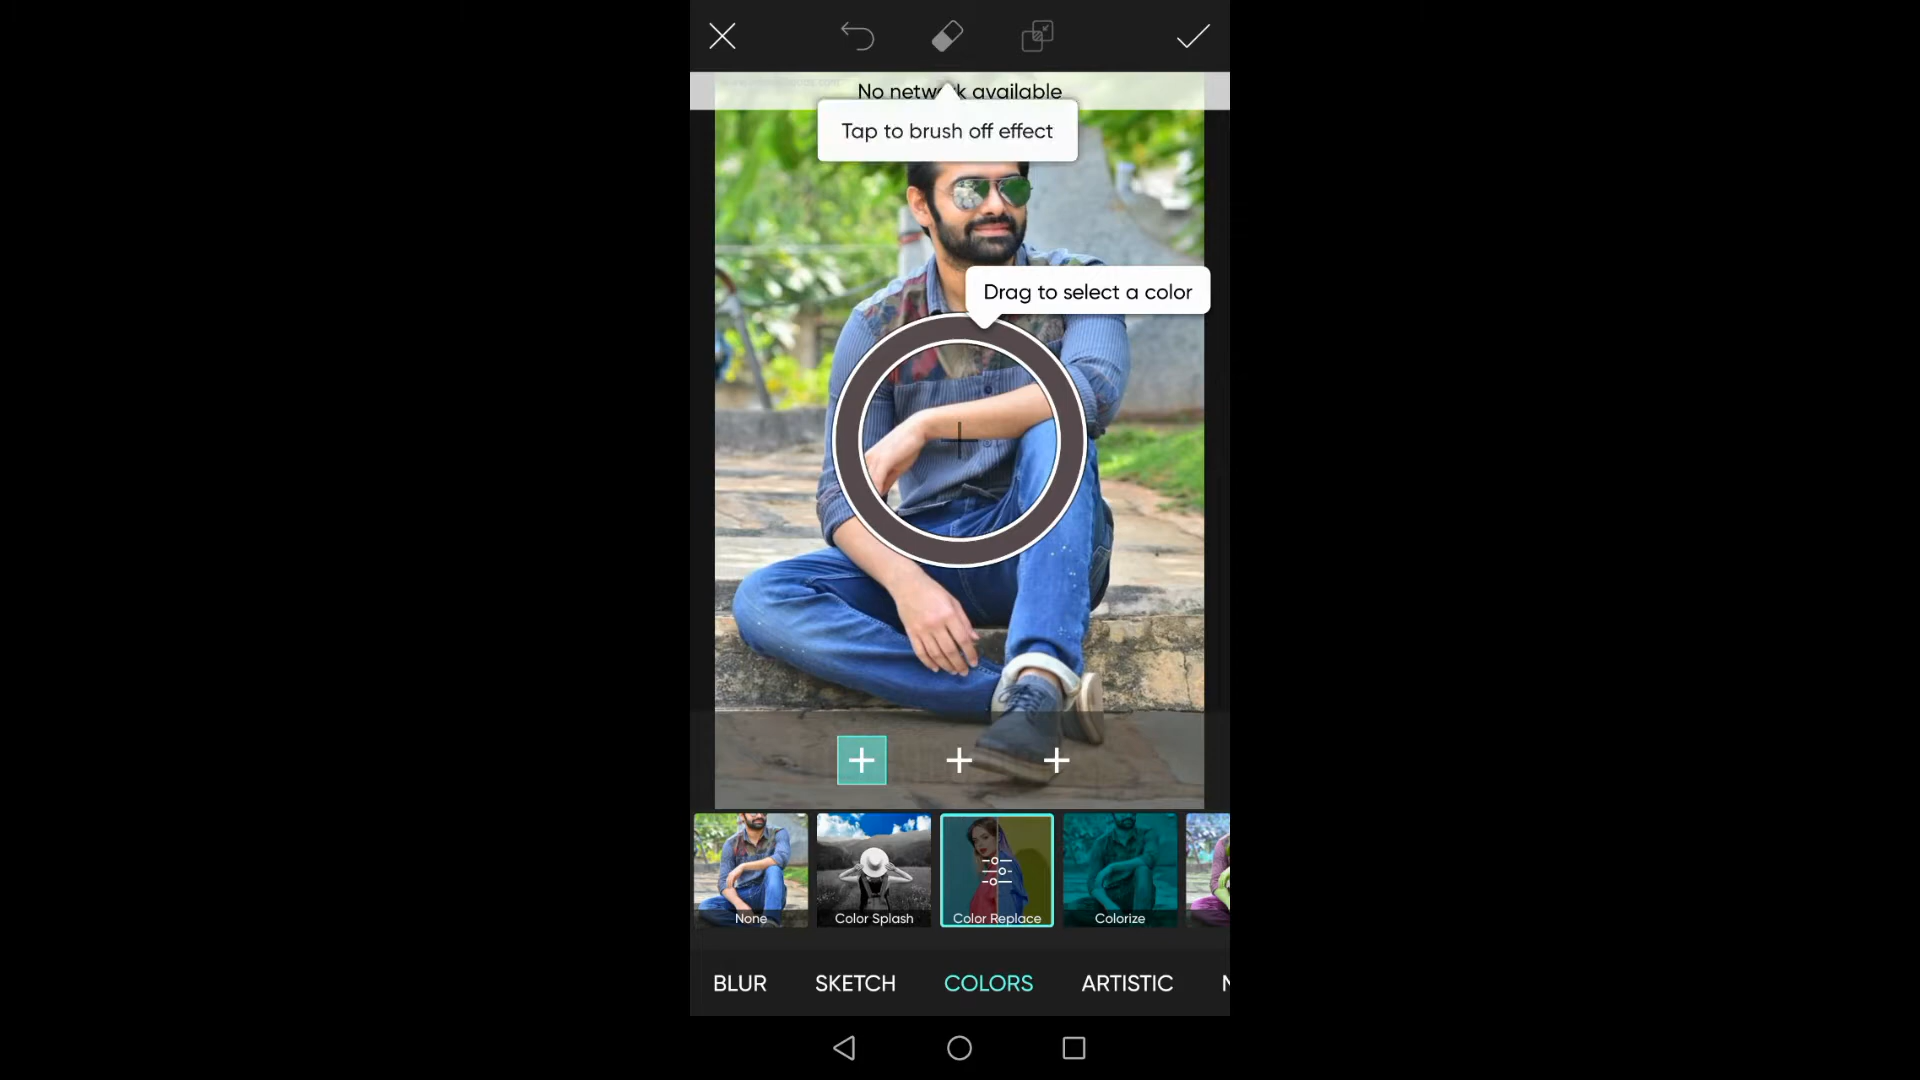 No network available
Tap to brush off effect
Drag to select a color
None
Color Splash
Color Replace
Colorize
BLUR
SKETCH
COLORS
ARTISTIC